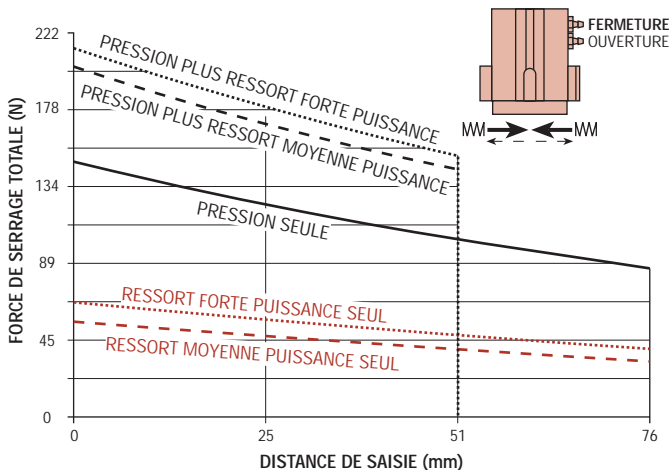 FERMETURE
OUVERTURE
FORCE DE SERRAGE TOTALE (N)
222
178
134
89
45
0
PRESSION PLUS RESSORT FORTE PUISSANCE
PRESSION PLUS RESSORT MOYENNE PUISSANCE
PRESSION SEULE
RESSORT FORTE PUISSANCE SEUL
RESSORT MOYENNE PUISSANCE SEUL
0
25
51
76
DISTANCE DE SAISIE (mm)